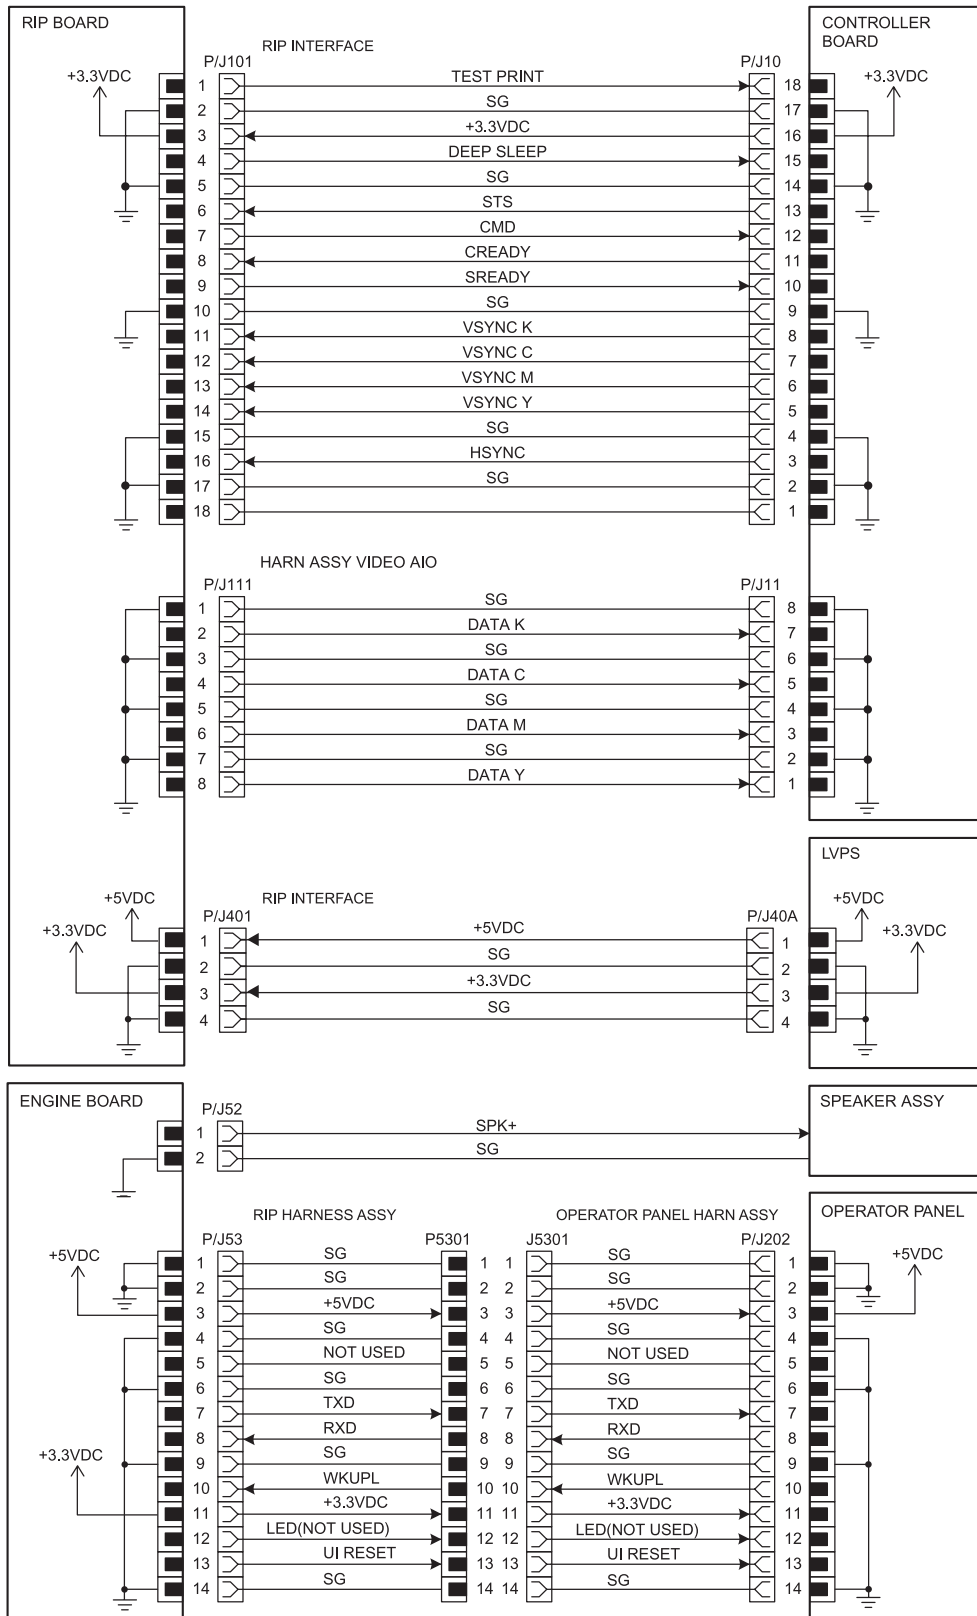 RIP BOARD
CONTROLLER
BOARD
RIP INTERFACE
P/J101 P/J10
+3.3VDC +3.3VDC
1 TEST PRINT 18
2 SG 17
3 +3.3VDC 16
4 DEEP SLEEP 15
5 SG 14
6 STS 13
7 CMD 12
8 CREADY 11
9 SREADY 10
10 SG 9
11 VSYNC K 8
12 VSYNC C 7
13 VSYNC M 6
14 VSYNC Y 5
15 SG 4
16 HSYNC 3
17 SG 2
18 1
HARN ASSY VIDEO AIO
P/J111 P/J11
1 SG 8
2 DATA K 7
3 SG 6
4 DATA C 5
5 SG 4
6 DATA M 3
7 SG 2
8 DATA Y 1
LVPS
RIP INTERFACE
+5VDC +5VDC
P/J401 P/J40A
+3.3VDC +3.3VDC
1 +5VDC 1
2 SG 2
3 +3.3VDC 3
4 SG 4
ENGINE BOARD
SPEAKER ASSY
P/J52
1 SPK+
2 SG
OPERATOR PANEL
RIP HARNESS ASSY OPERATOR PANEL HARN ASSY
P/J53 P5301 J5301 P/J202
+5VDC +5VDC
1 SG 1 1 SG 1
2 SG 2 2 SG 2
3 +5VDC 3 3 +5VDC 3
4 SG 4 4 SG 4
5 NOT USED 5 5 NOT USED 5
6 SG 6 6 SG 6
7 TXD 7 7 TXD 7
8 RXD 8 8 RXD 8
+3.3VDC
9 SG 9 9 SG 9
10 WKUPL 10 10 WKUPL 10
11 +3.3VDC 11 11 +3.3VDC 11
12 LED(NOT USED) 12 12 LED(NOT USED) 12
13 UI RESET 13 13 UI RESET 13
14 SG 14 14 SG 14